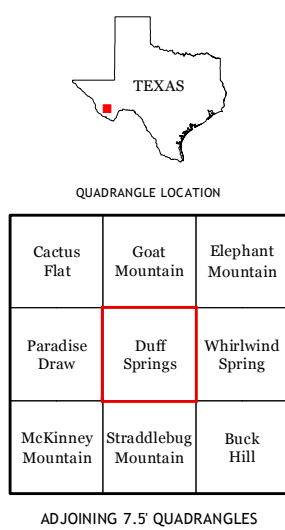 TEXAS
QUADRANGLE LOCATION
Cactus
Flat
Goat
Mountain
Elephant
Mountain
Paradise
Draw
Duff
Springs
Whirlwind
Spring
McKinney
Mountain
Straddlebug
Mountain
Buck
Hill
ADJOINING 7.5' QUADRANGLES